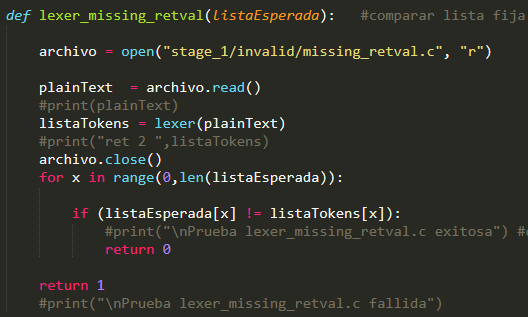 def lexer_missing_retval(listaEsperada):   #comparar lista fija
archivo = open("stage_1/invalid/missing_retval.c", "r")
plainText  = archivo.read()
#print(plainText)
listaTokens = lexer(plainText)
#print("ret 2 ",listaTokens)
archivo.close()
for x in range(0,len(listaEsperada)):
if (listaEsperada[x] != listaTokens[x]):
#print("\nPrueba lexer_missing_retval.c exitosa") #
return 0
return 1
#print("\nPrueba lexer_missing_retval.c fallida")